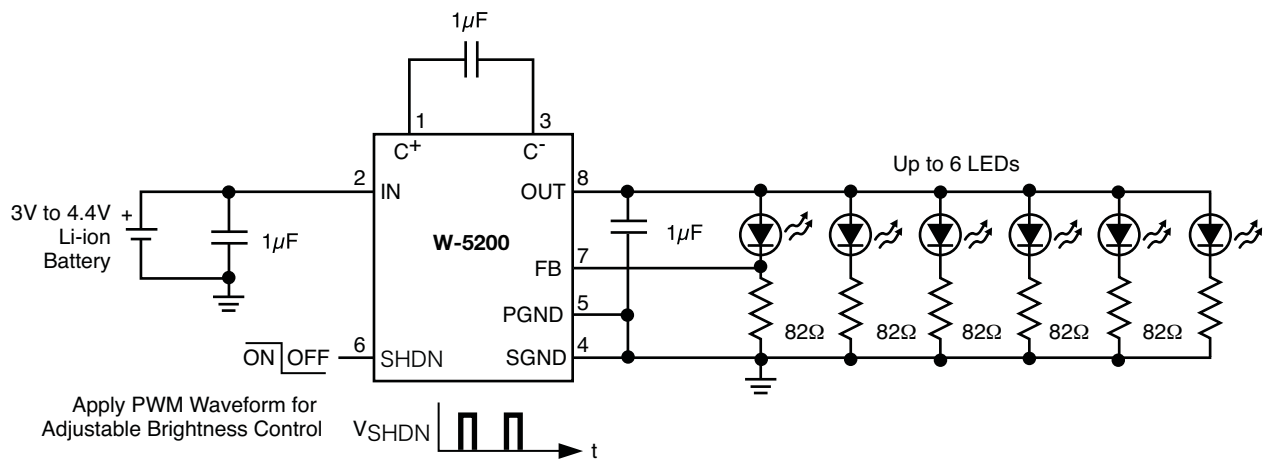 1µF
1
3
C+
C-
2
IN
OUT
8
Up to 6 LEDs
3V to 4.4V
Li-ion
Battery
+
1µF
W-5200
1µF
FB
7
PGND
5
82Ω
82Ω
82Ω
82Ω
82Ω
ON
OFF
6
SHDN
SGND
4
Apply PWM Waveform for
Adjustable Brightness Control
VSHDN
t